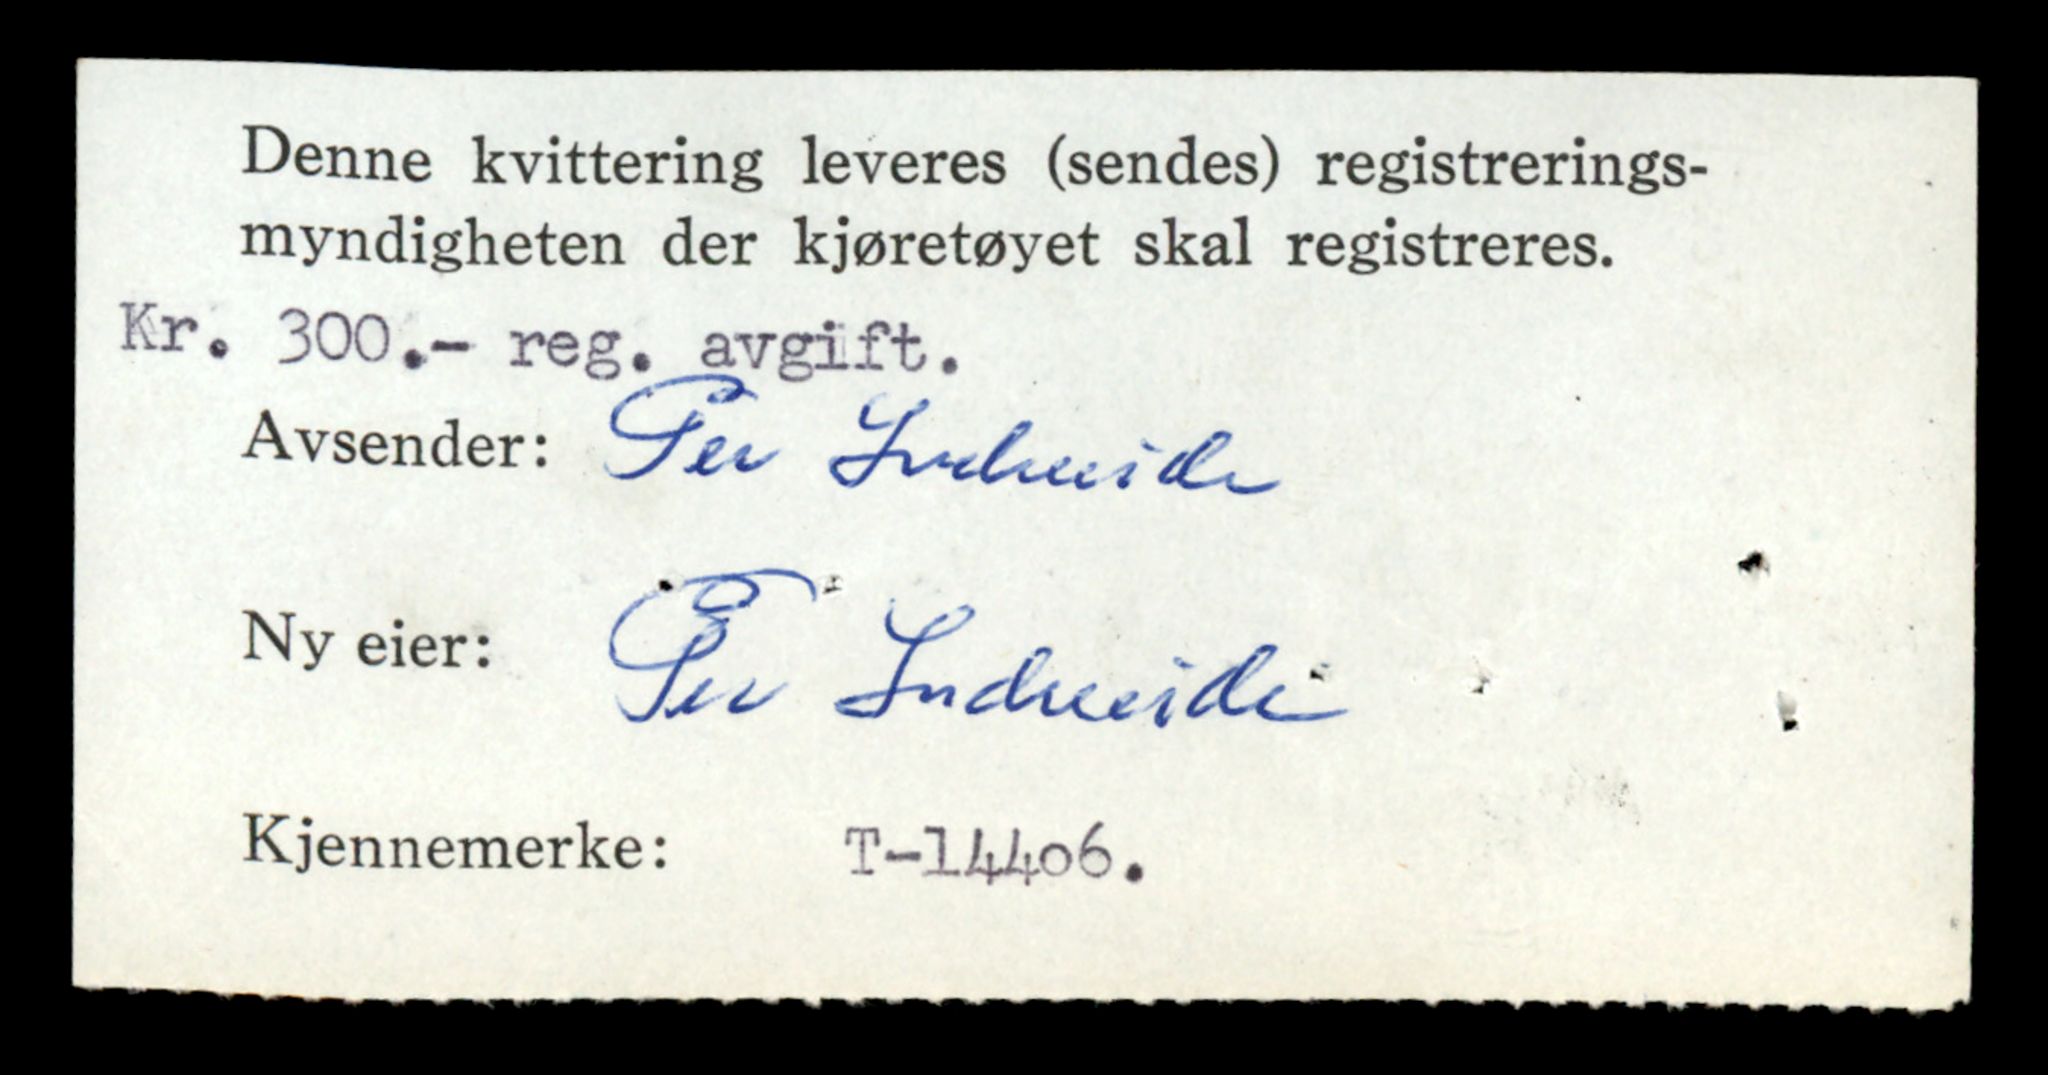 Denne kvittering leveres (sendes) registrerings-
myndigheten der kjøretøyet skal registreres.
Kr. 300.- reg. avgift.
Avsender: Per Indreeide
Ny eier: Per Indreeide
Kjennemerke: T-14406.